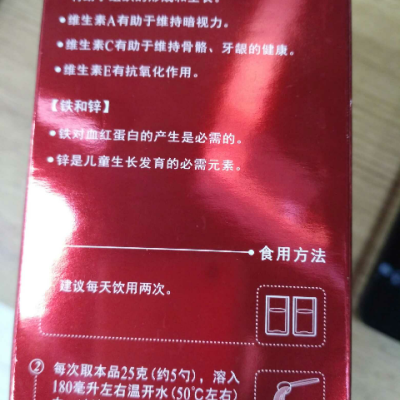 •维生素A有助于维持暗视力。
•维生素C有助于维持骨骼、牙龈的健康。
•维生素E有抗氧化作用。
【铁和锌】
•铁对血红蛋白的产生是必需的。
•锌是儿童生长发育的必需元素。
食用方法
建议每天饮用两次。
② 每次取本品25克(约5勺)，溶入
180毫升左右温开水(50℃左右)